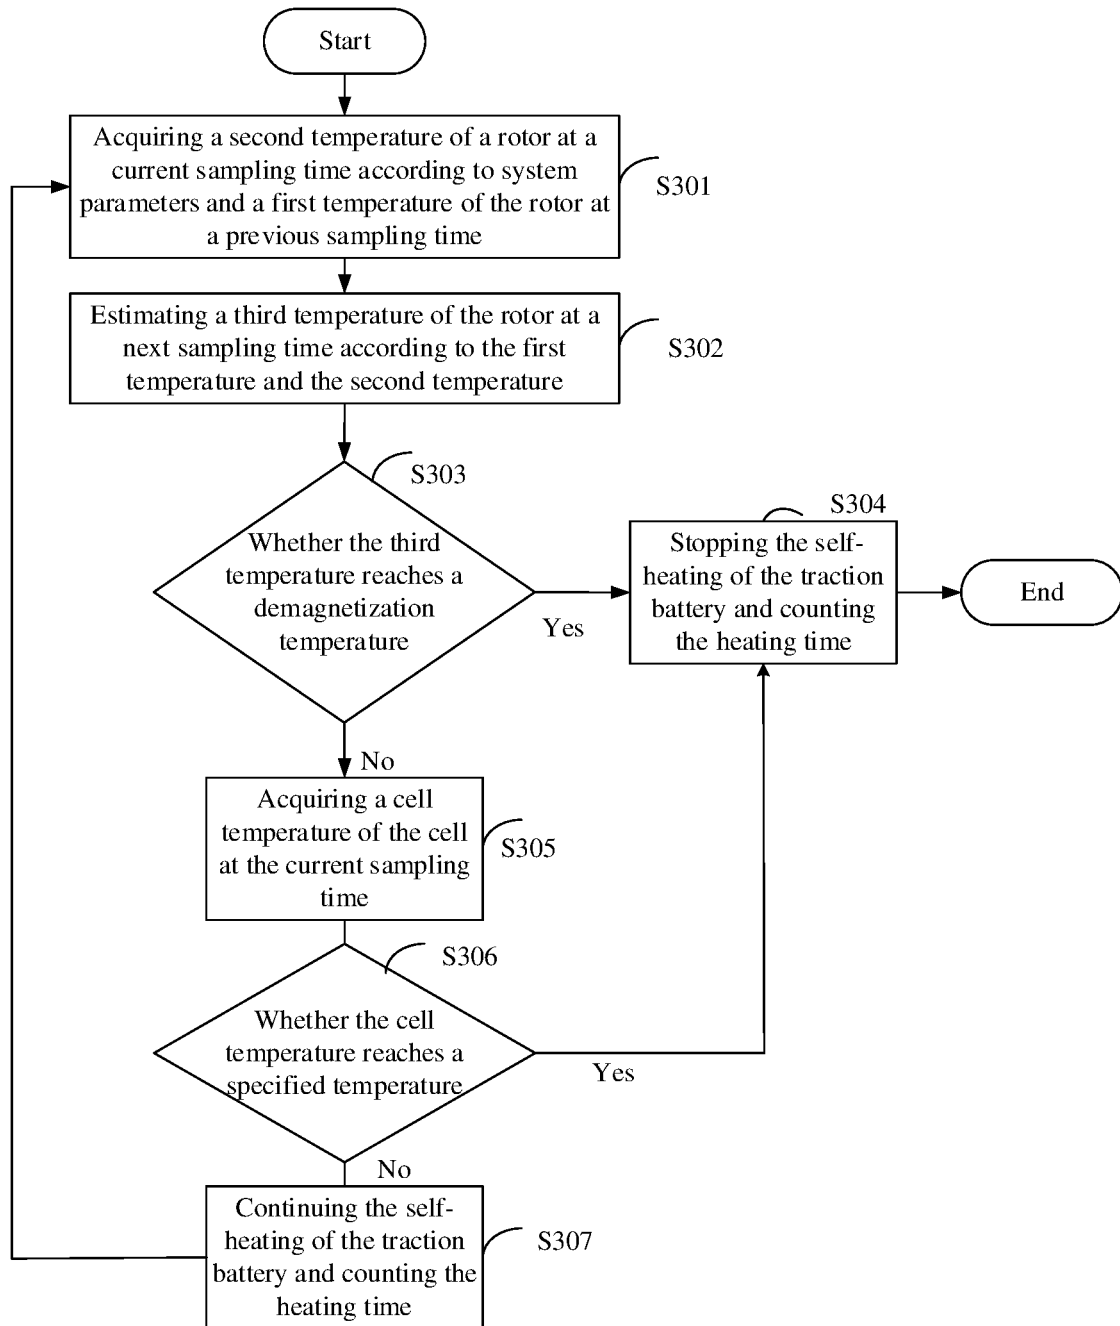 Start
Acquiring a second temperature of a rotor at a
current sampling time according to system
parameters and a first temperature of the rotor at
a previous sampling time
S301
Estimating a third temperature of the rotor at a
next sampling time according to the first
temperature and the second temperature
S302
S303
Whether the third
temperature reaches a
demagnetization
temperature
Yes
S304
Stopping the self-
heating of the traction
battery and counting
the heating time
End
No
Acquiring a cell
temperature of the cell
at the current sampling
time
S305
S306
Whether the cell
temperature reaches a
specified temperature
Yes
No
Continuing the self-
heating of the traction
battery and counting the
heating time
S307